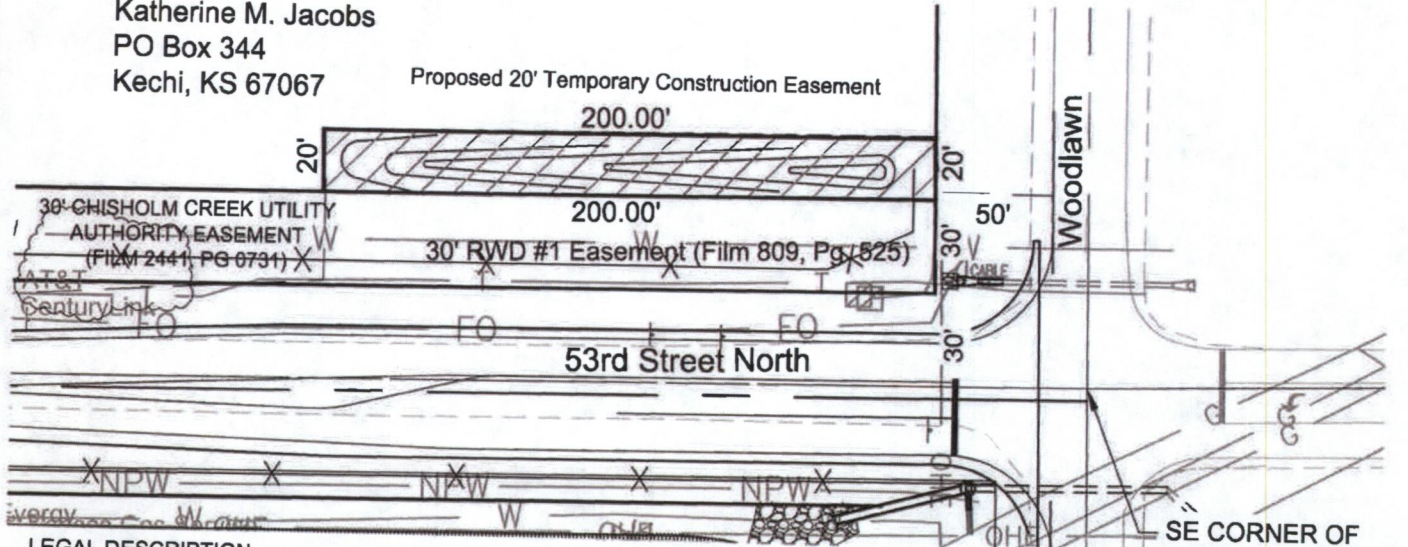 Katherine M. Jacobs
PO Box 344
Kechi, KS 67067
Proposed 20' Temporary Construction Easement
200.00'
20'
20'
Woodlawn
200.00'
50'
30' CHISHOLM CREEK UTILITY
AUTHORITY EASEMENT
(FILM 2441, PG 0731)
W
W
30' RWD #1 Easement (Film 809, Pg. 525)
30'
V
CABLE
X
X
X
X
X
AT&T
CenturyLink
T
T
FO
FO
FO
53rd Street North
30'
G
G
G
X
X
X
X
X
NPW
NPW
NPW
Evergy
W
W
OHE
SE CORNER OF
LEGAL DESCRIPTION